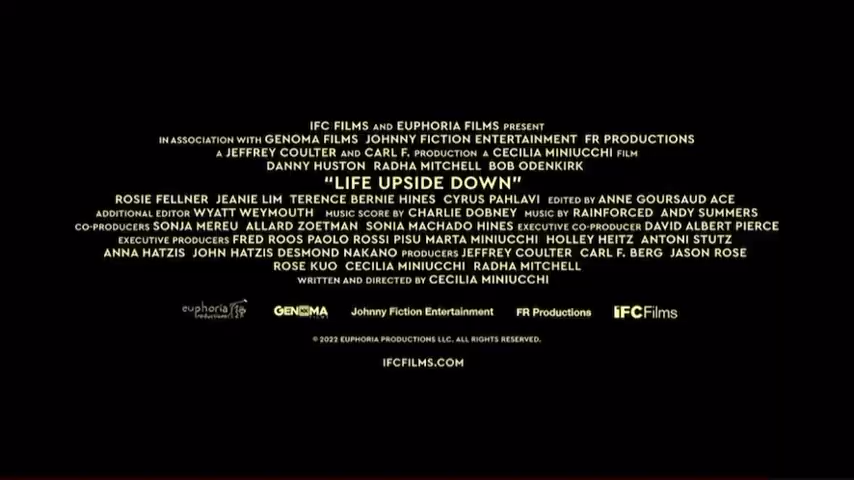 IFC FILMS AND EUPHORIA FILMS PRESENT
IN ASSOCIATION WITH GENOMA FILMS JOHNNY FICTION ENTERTAINMENT FR PRODUCTIONS
A JEFFREY COULTER AND CARL F. PRODUCTION A CECILIA MINIUCCHI FILM
DANNY HUSTON RADHA MITCHELL BOB ODENKIRK
“LIFE UPSIDE DOWN”
ROSIE FELLNER JEANIE LIM TERENCE BERNIE HINES CYRUS PAHLAVI EDITED BY ANNE GOURSAUD ACE
ADDITIONAL EDITOR WYATT WEYMOUTH MUSIC SCORE BY CHARLIE DOBNEY MUSIC BY RAINFORCED ANDY SUMMERS
CO-PRODUCERS SONJA MEREU ALLARD ZOETMAN SONIA MACHADO HINES EXECUTIVE CO-PRODUCER DAVID ALBERT PIERCE
EXECUTIVE PRODUCERS FRED ROOS PAOLO ROSSI PISU MARTA MINIUCCHI HOLLEY HEITZ ANTONI STUTZ
ANNA HATZIS JOHN HATZIS DESMOND NAKANO PRODUCERS JEFFREY COULTER CARL F. BERG JASON ROSE
ROSE KUO CECILIA MINIUCCHI RADHA MITCHELL
WRITTEN AND DIRECTED BY CECILIA MINIUCCHI
euphoria Productions GENOMA FILMS Johnny Fiction Entertainment FR Productions IFC Films
© 2022 EUPHORIA PRODUCTIONS LLC. ALL RIGHTS RESERVED.
IFCFILMS.COM